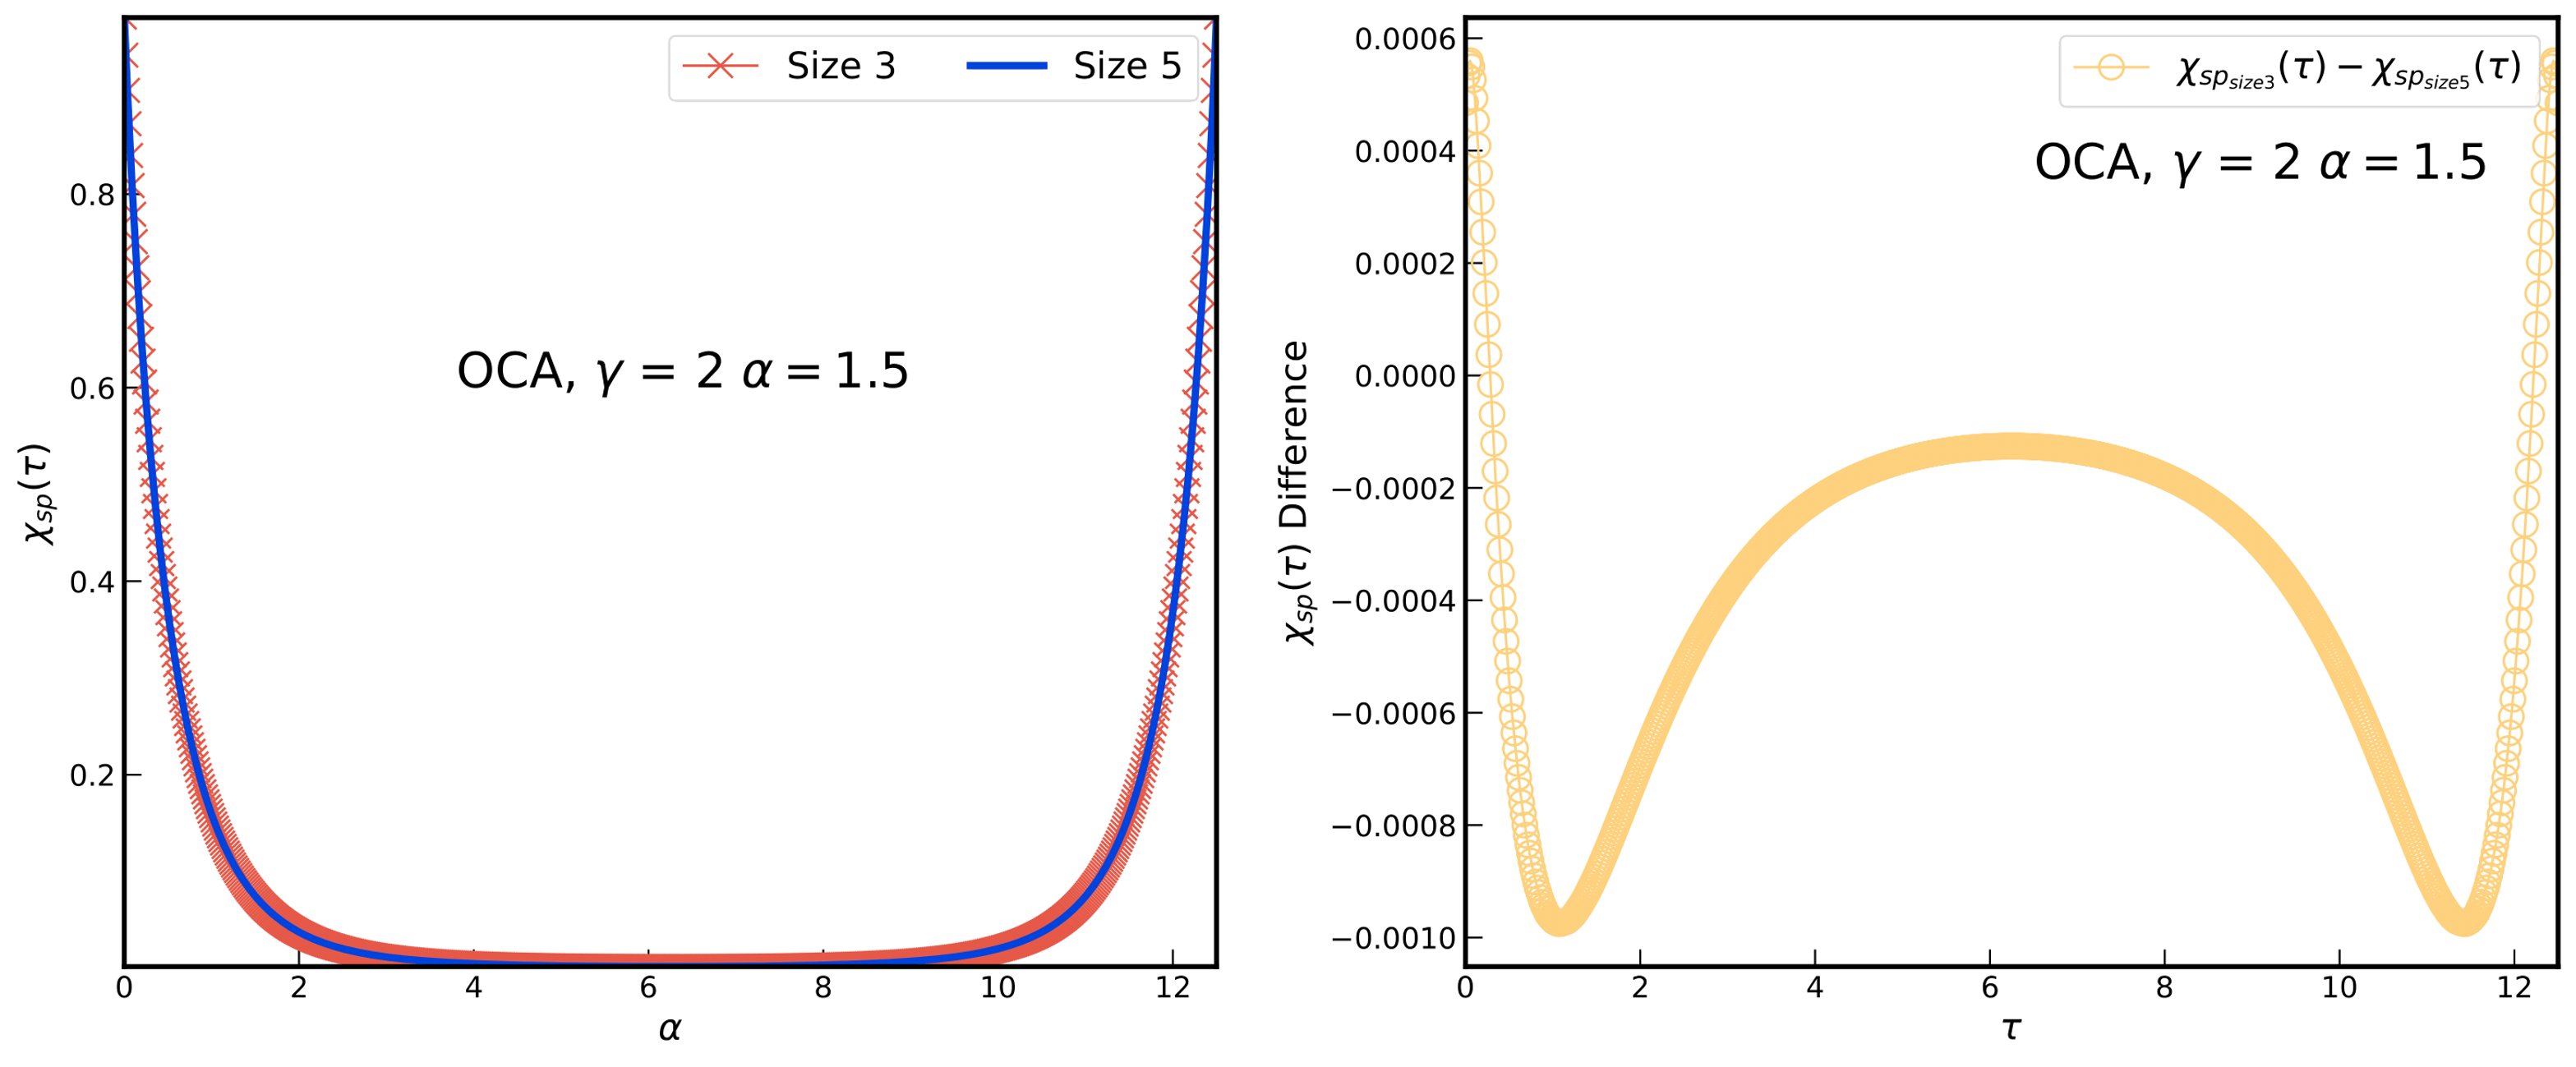 Size 3
Size 5
OCA, γ = 2 α = 1.5
χsp(τ)
0.8
0.6
0.4
0.2
0 2 4 6 8 10 12
α
χsp_size3(τ) − χsp_size5(τ)
OCA, γ = 2 α = 1.5
χsp(τ) Difference
0.0006
0.0004
0.0002
0.0000
−0.0002
−0.0004
−0.0006
−0.0008
−0.0010
0 2 4 6 8 10 12
τ